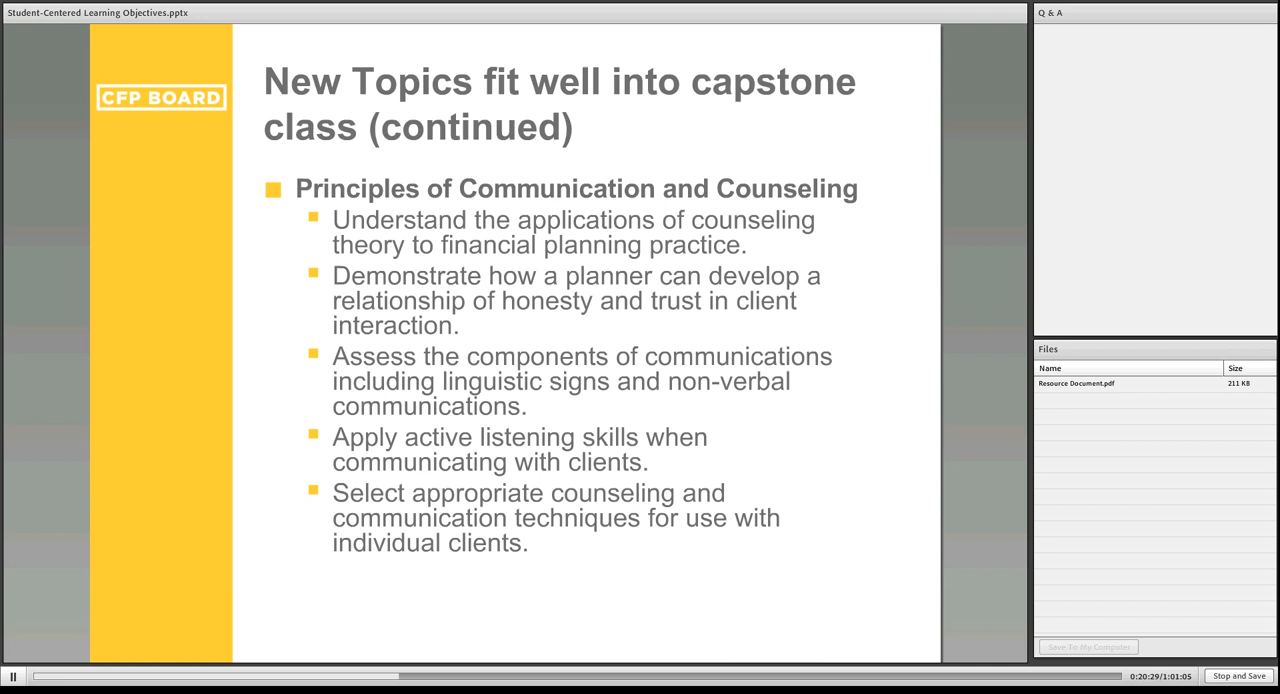 Student-Centered Learning Objectives.pptx
CFP BOARD
New Topics fit well into capstone
class (continued)
Principles of Communication and Counseling
Understand the applications of counseling
theory to financial planning practice.
Demonstrate how a planner can develop a
relationship of honesty and trust in client
interaction.
Assess the components of communications
including linguistic signs and non-verbal
communications.
Apply active listening skills when
communicating with clients.
Select appropriate counseling and
communication techniques for use with
individual clients.
Q & A
Files
Name Size
Resource Document.pdf 211 KB
Save To My Computer
0:20:29/1:01:05 Stop and Save